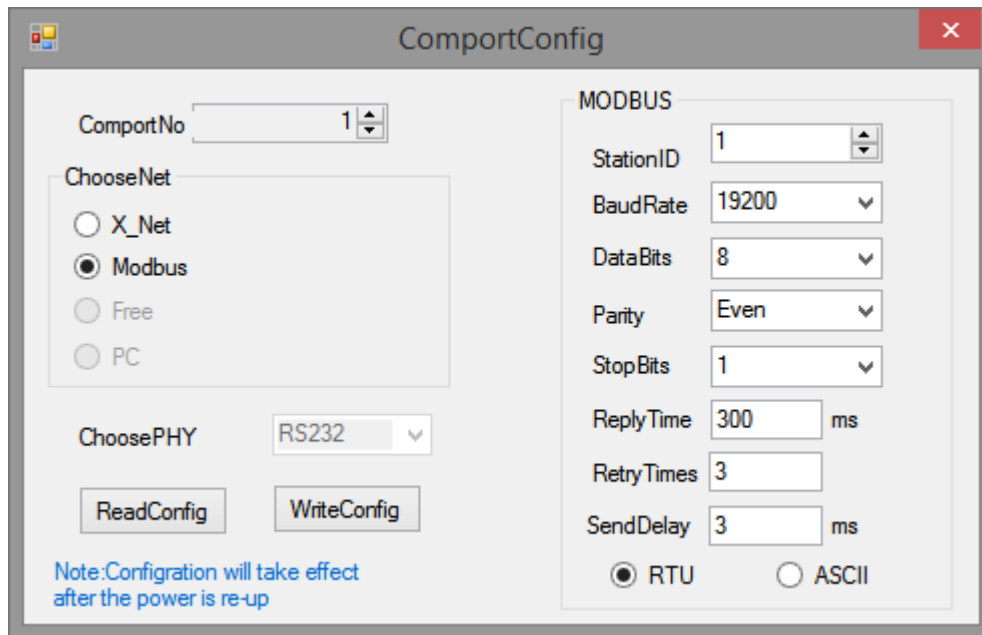 ComportConfig
ComportNo 1
ChooseNet
X_Net
Modbus
Free
PC
ChoosePHY RS232
ReadConfig WriteConfig
Note:Configration will take effect
after the power is re-up
MODBUS
StationID 1
BaudRate 19200
DataBits 8
Parity Even
StopBits 1
ReplyTime 300 ms
RetryTimes 3
SendDelay 3 ms
RTU ASCII